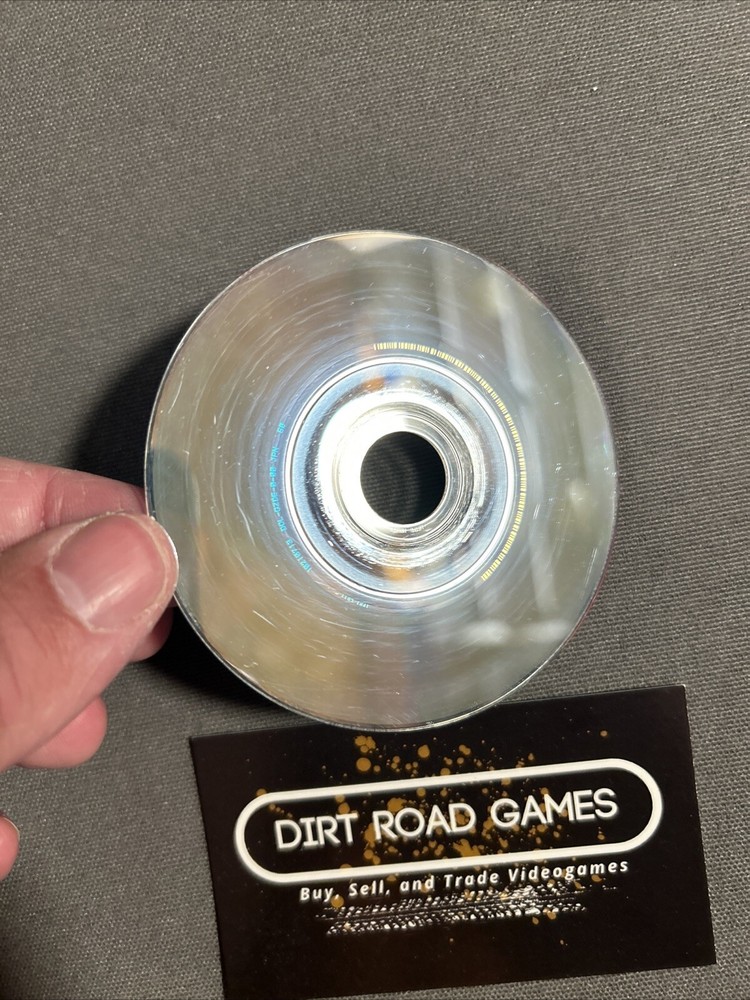 DIRT ROAD GAMES
Buy, Sell, and Trade Videogames